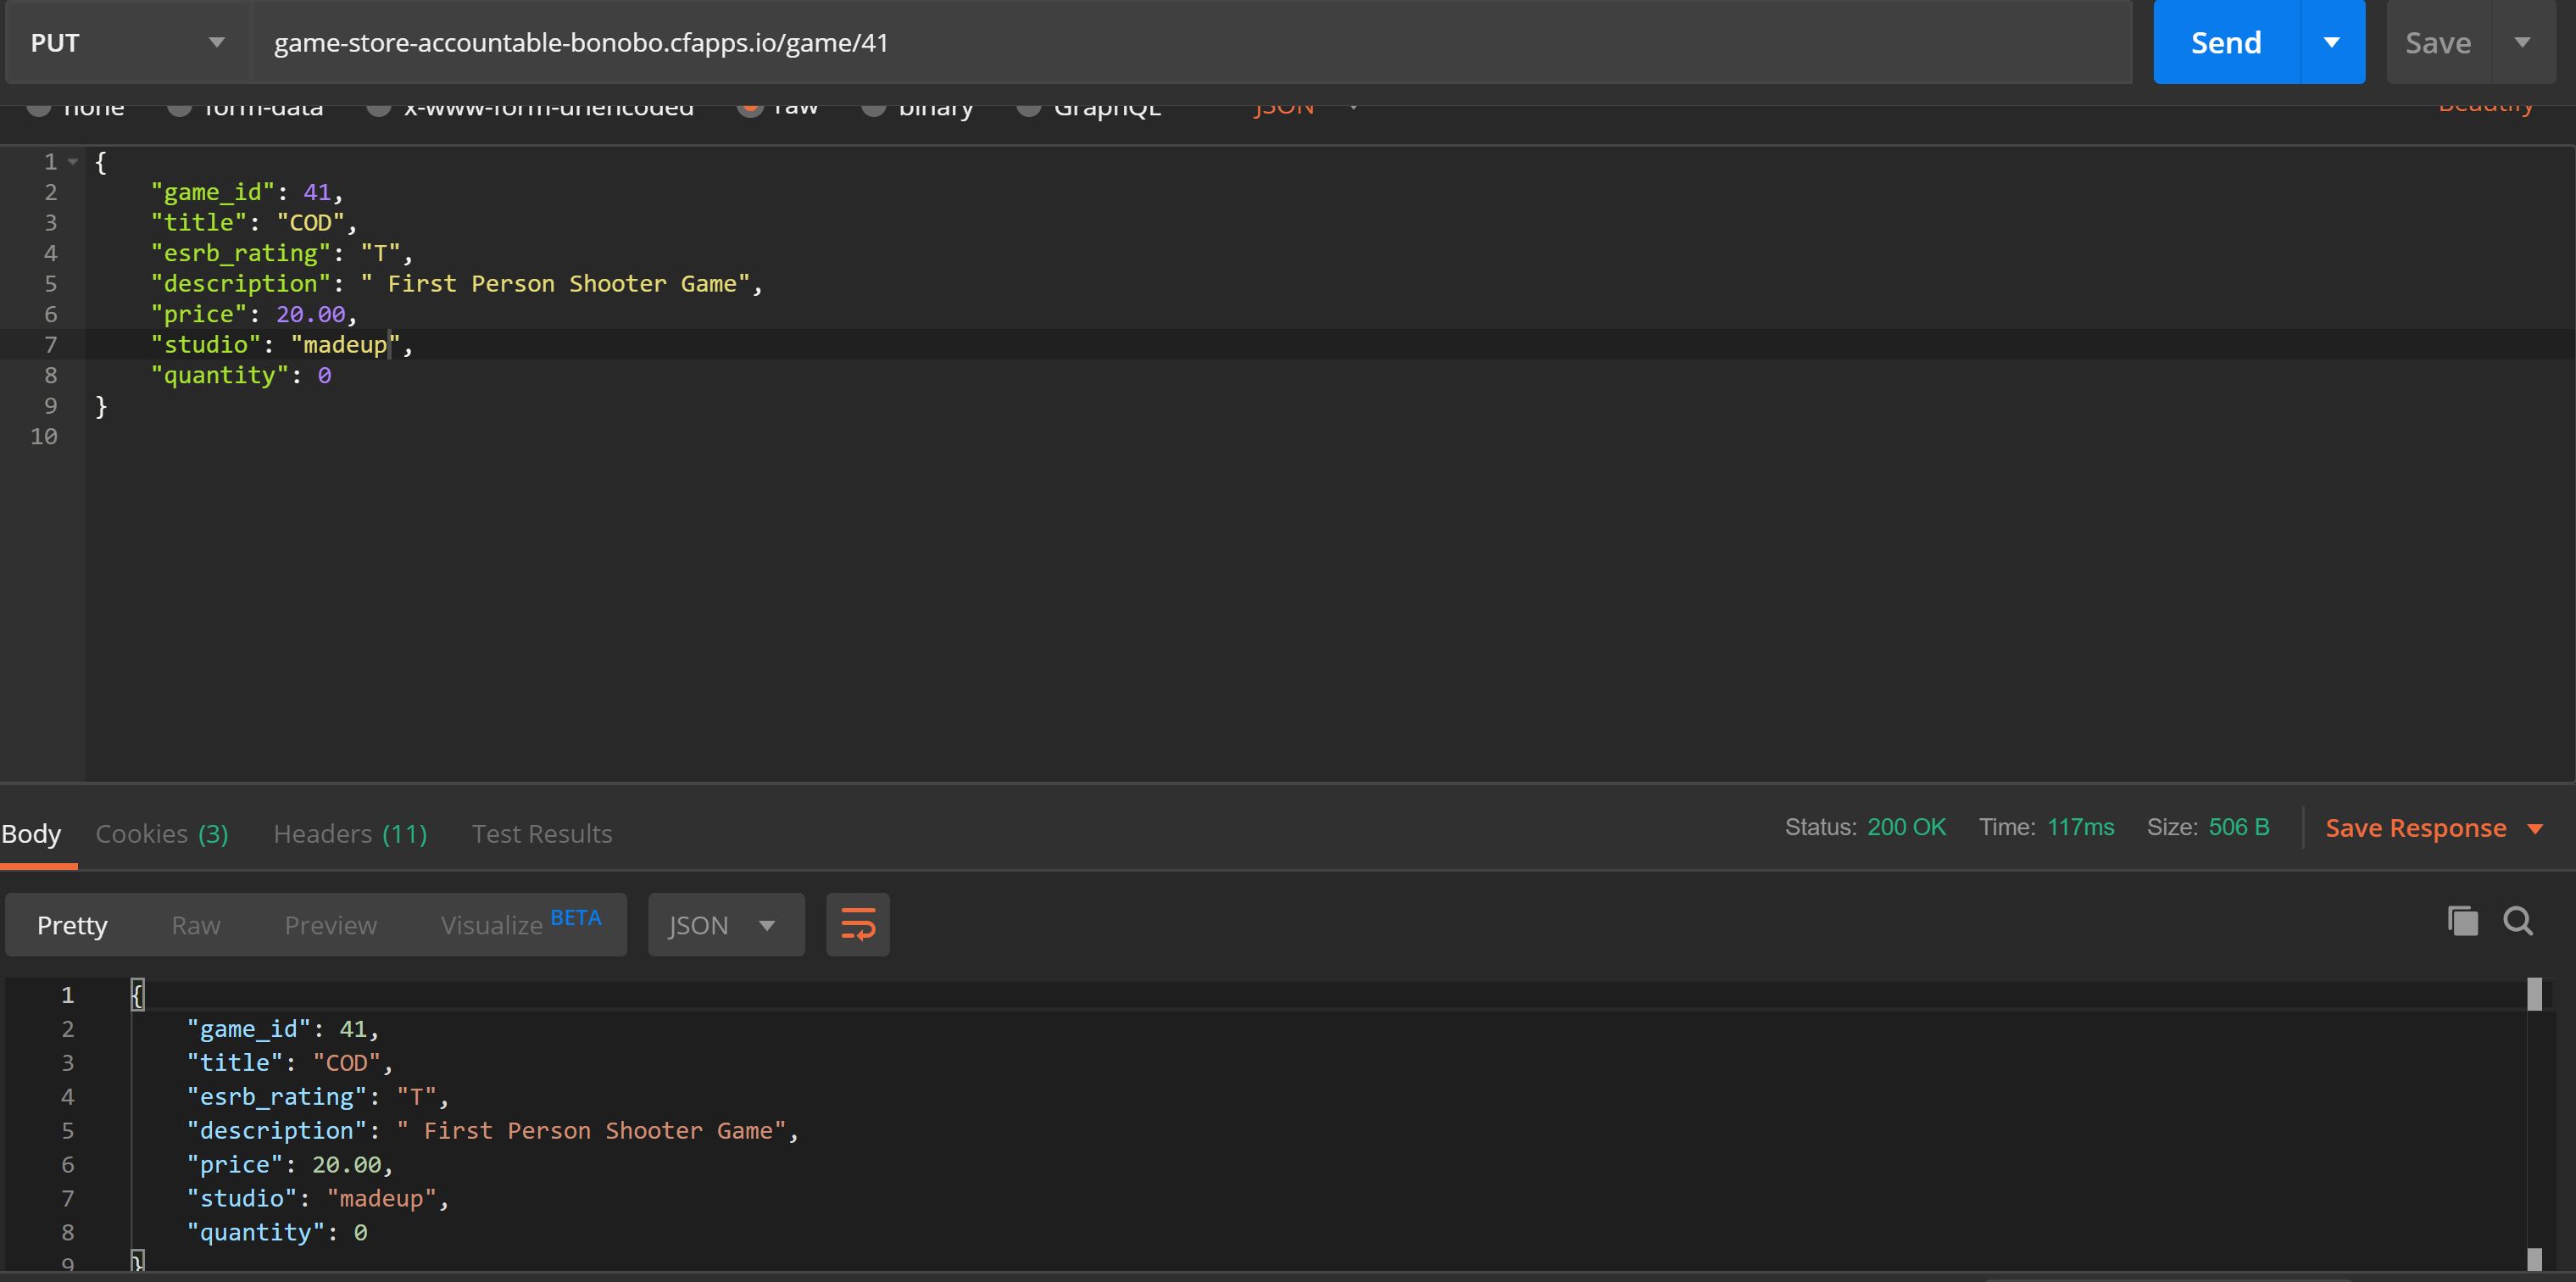 PUT game-store-accountable-bonobo.cfapps.io/game/41 Send Save
none form-data x-www-form-urlencoded raw binary GraphQL JSON Beautify
1 {
2 "game_id": 41,
3 "title": "COD",
4 "esrb_rating": "T",
5 "description": " First Person Shooter Game",
6 "price": 20.00,
7 "studio": "madeup",
8 "quantity": 0
9 }
10
Body Cookies (3) Headers (11) Test Results Status: 200 OK Time: 117ms Size: 506 B Save Response
Pretty Raw Preview Visualize BETA JSON
1 {
2 "game_id": 41,
3 "title": "COD",
4 "esrb_rating": "T",
5 "description": " First Person Shooter Game",
6 "price": 20.00,
7 "studio": "madeup",
8 "quantity": 0
9 }